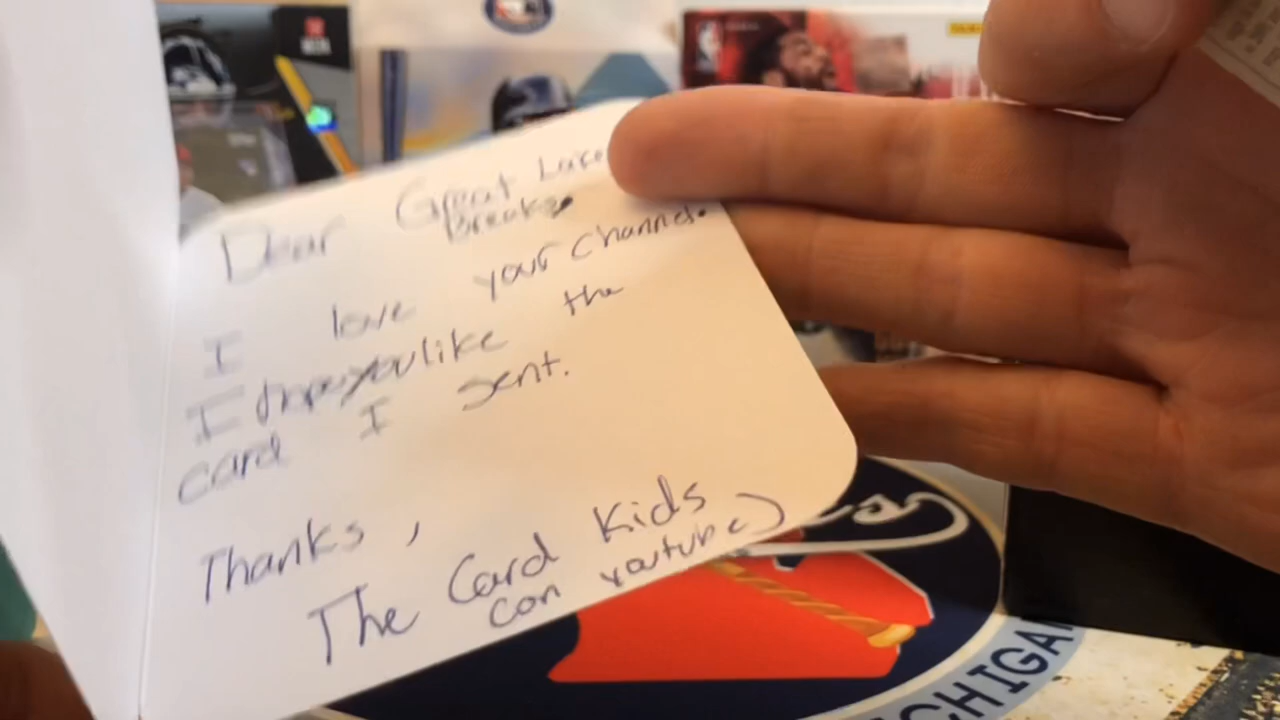 Dear Great Lakes
Breaks.
I love your channel.
I hope you like the
card I sent.
Thanks,
The Card Kids
(on youtube)
CHIGAN